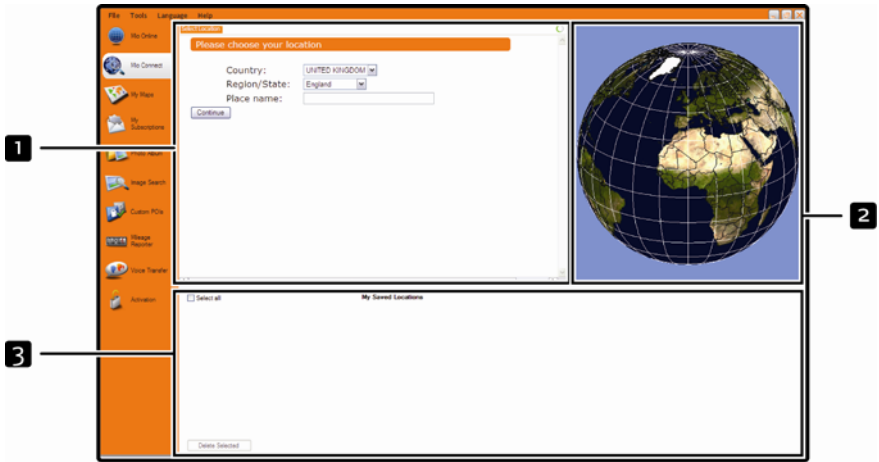 File Tools Language Help
Mio Online
Mio Connect
My Maps
My
Subscriptions
Photo Album
Image Search
Custom POIs
Mileage
Reporter
Voice Transfer
Activation
Select Location
Please choose your location
Country: UNITED KINGDOM
Region/State: England
Place name:
Continue
1
2
3
Select all
My Saved Locations
Delete Selected